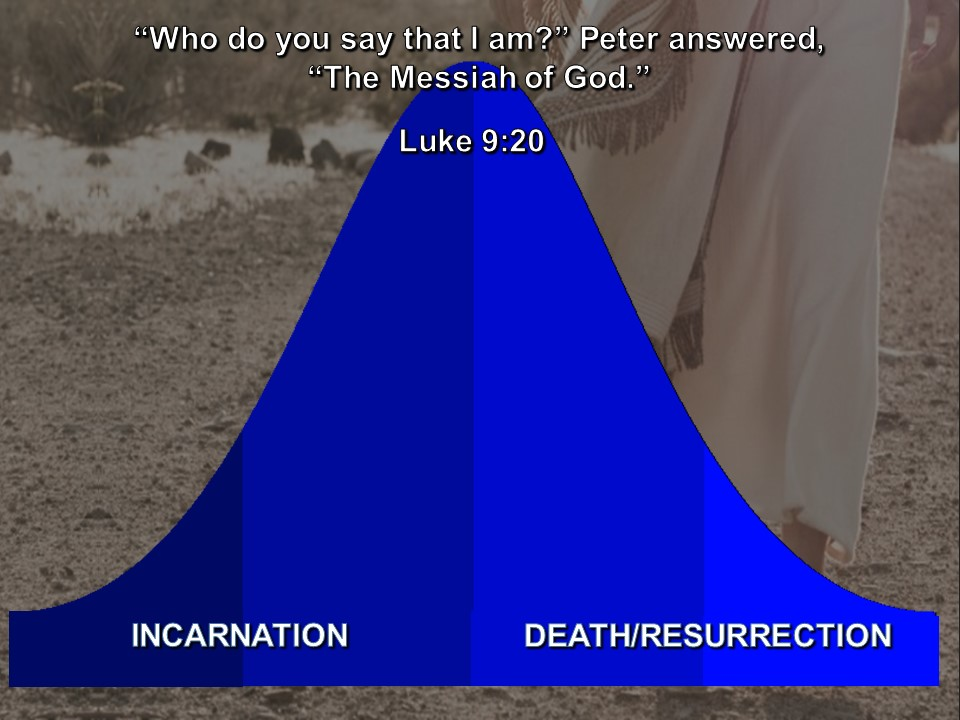 “Who do you say that I am?” Peter answered,
“The Messiah of God.”
Luke 9:20
INCARNATION
DEATH/RESURRECTION